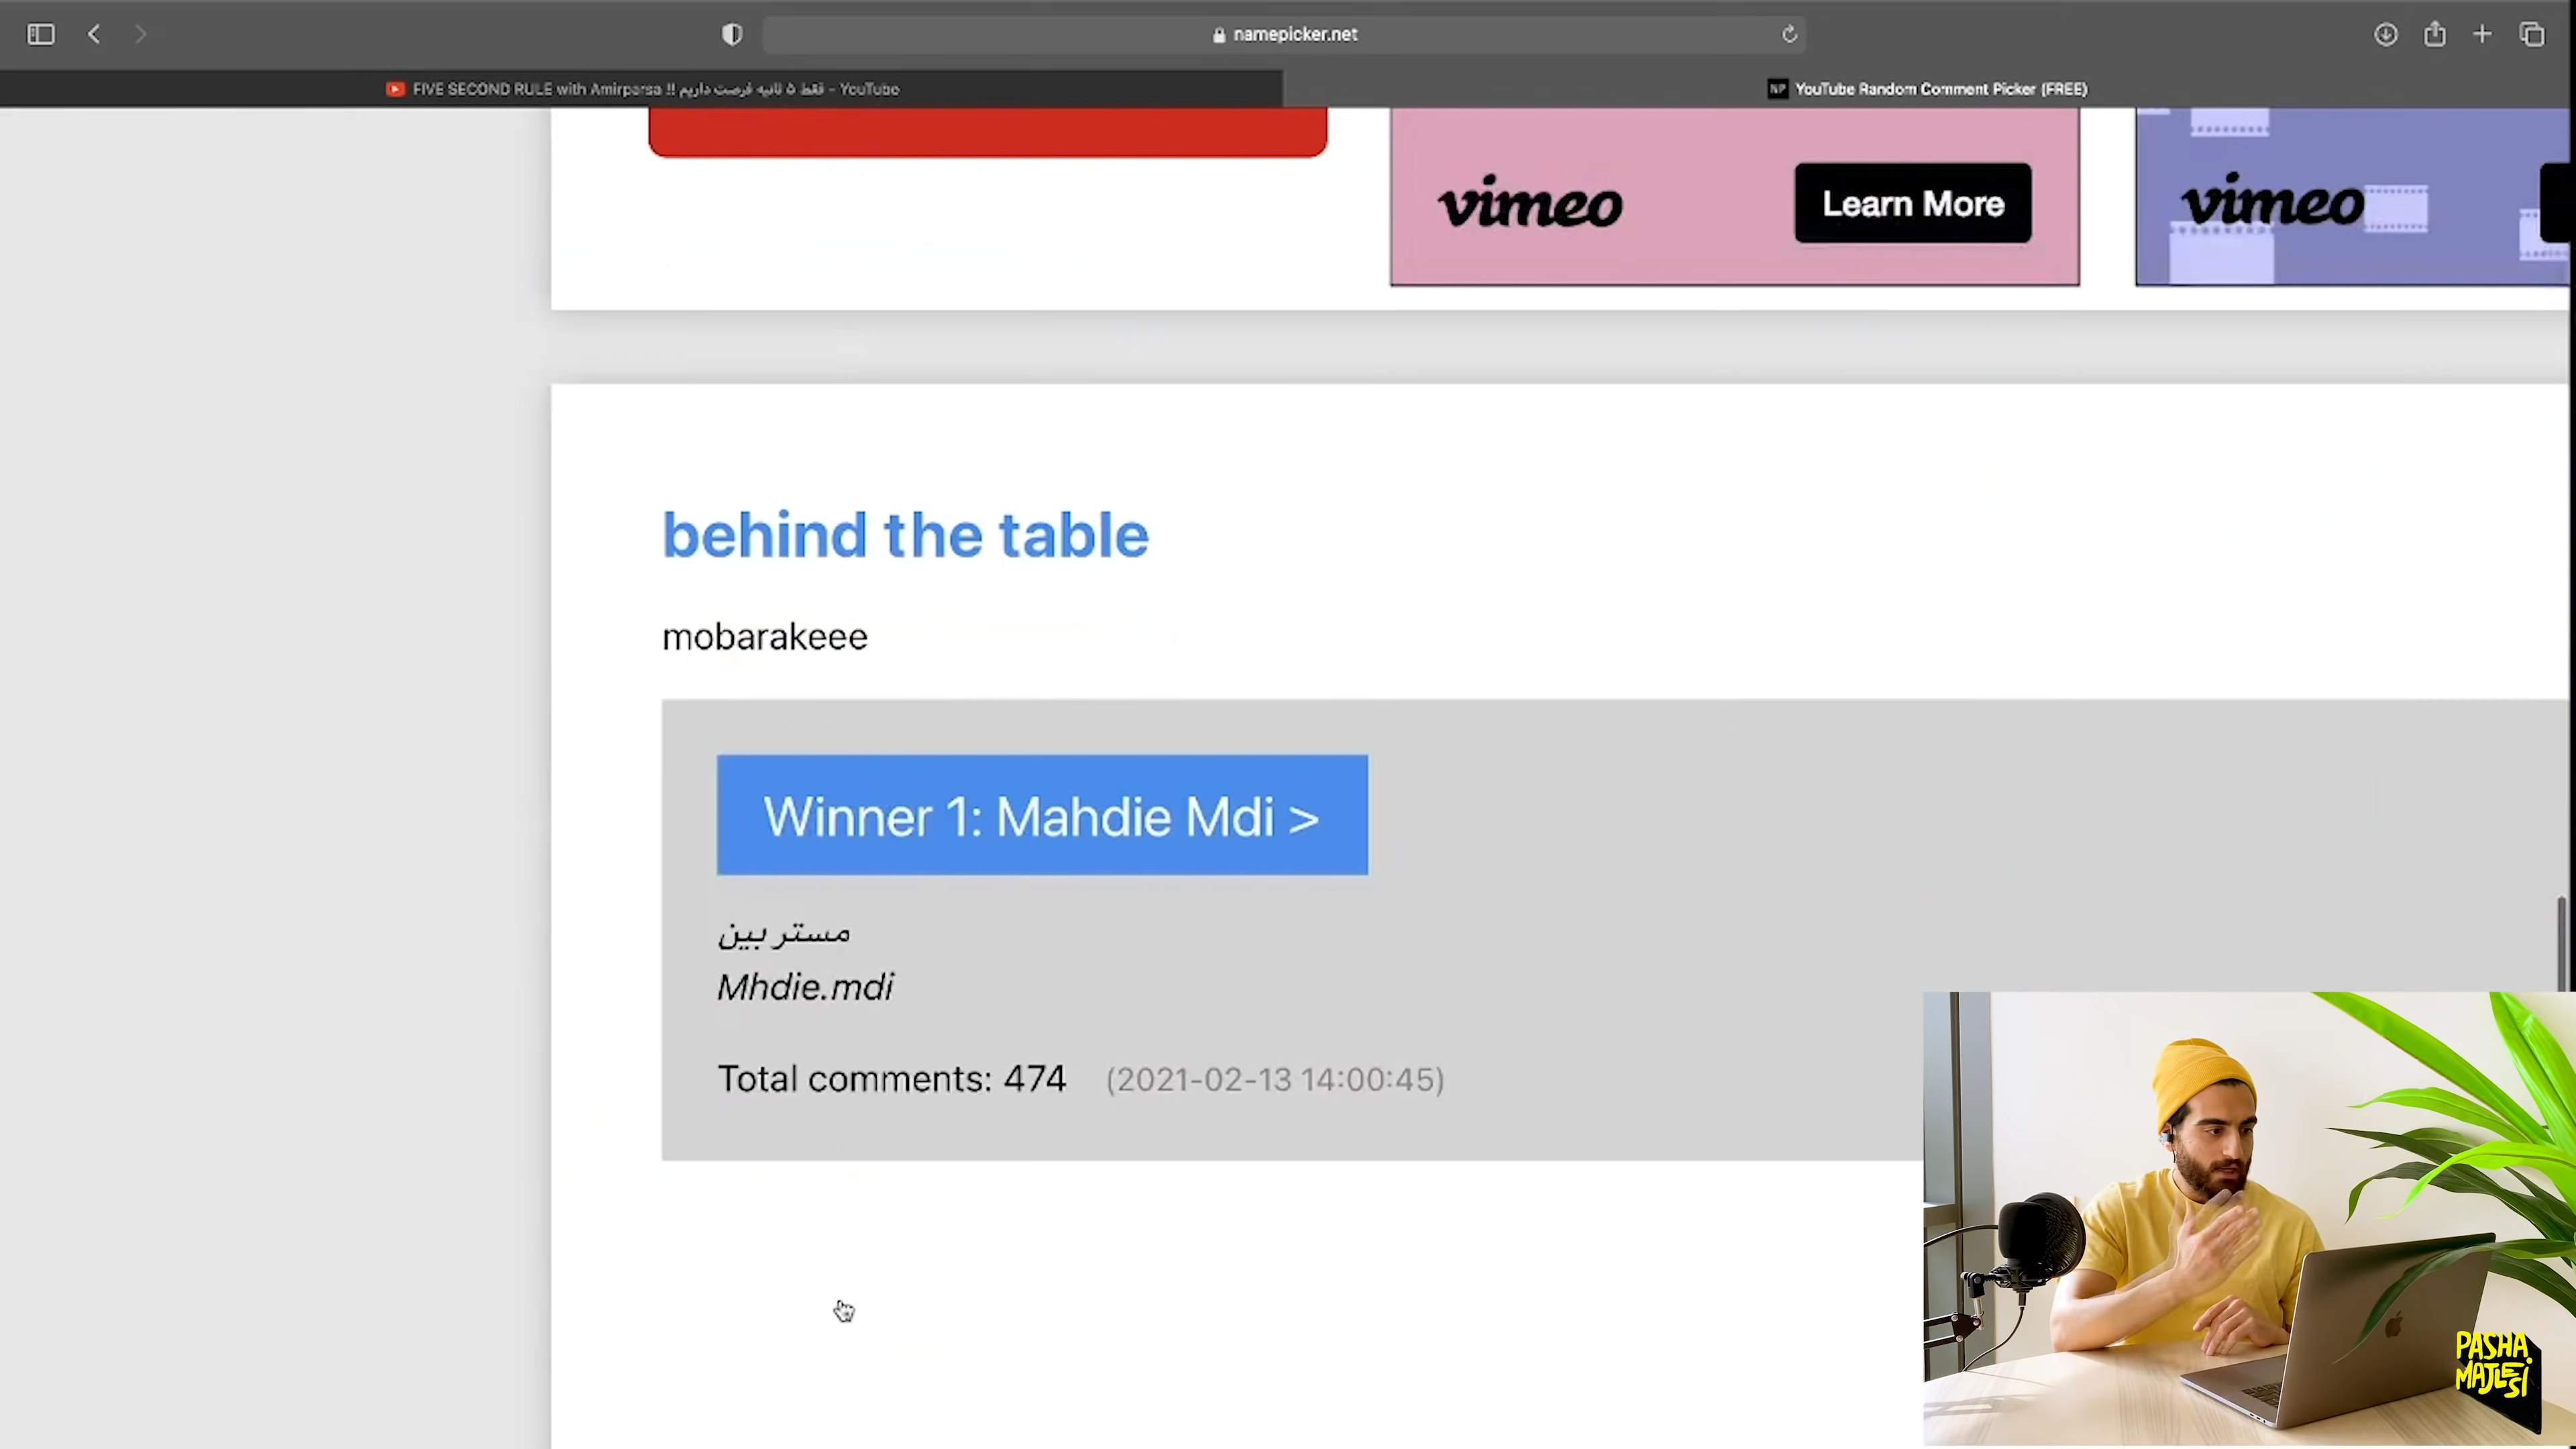 namepicker.net
FIVE SECOND RULE with Amirparsa !! فقط ۵ ثانیه فرصت داریم - YouTube
NP YouTube Random Comment Picker (FREE)
vimeo
Learn More
vimeo
behind the table
mobarakeee
Winner 1: Mahdie Mdi >
مستر بین
Mhdie.mdi
Total comments: 474 (2021-02-13 14:00:45)
PASHA
MAJLESI